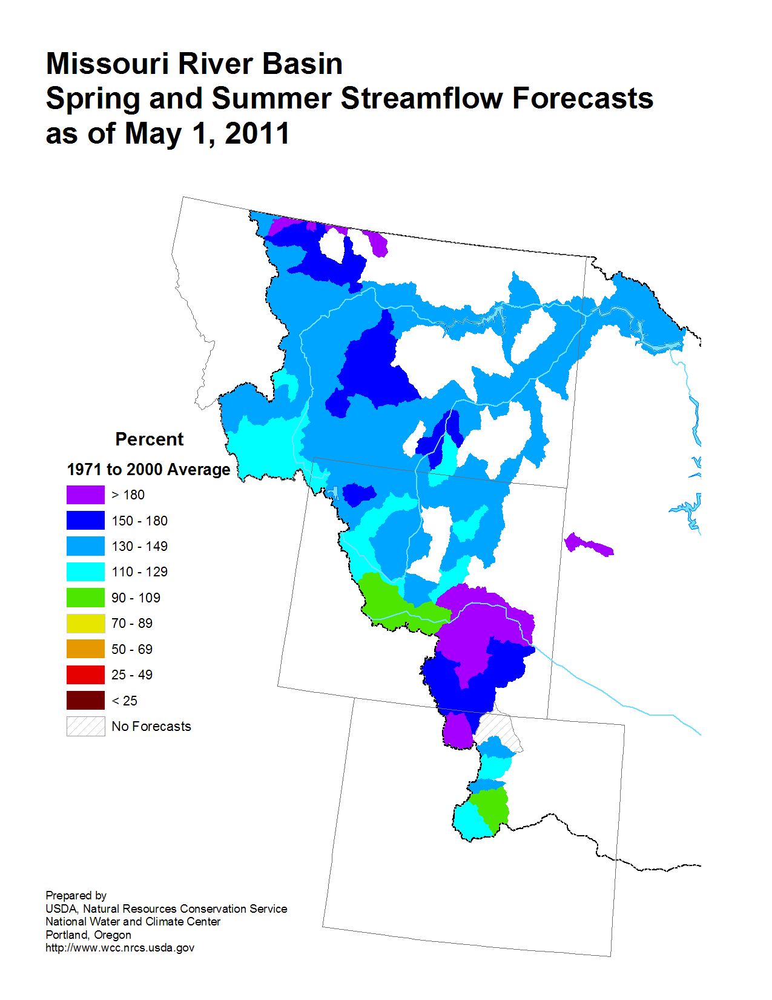 Missouri River Basin
Spring and Summer Streamflow Forecasts
as of May 1, 2011
Percent
1971 to 2000 Average
> 180
150 - 180
130 - 149
110 - 129
90 - 109
70 - 89
50 - 69
25 - 49
< 25
No Forecasts
Prepared by
USDA, Natural Resources Conservation Service
National Water and Climate Center
Portland, Oregon
http://www.wcc.nrcs.usda.gov